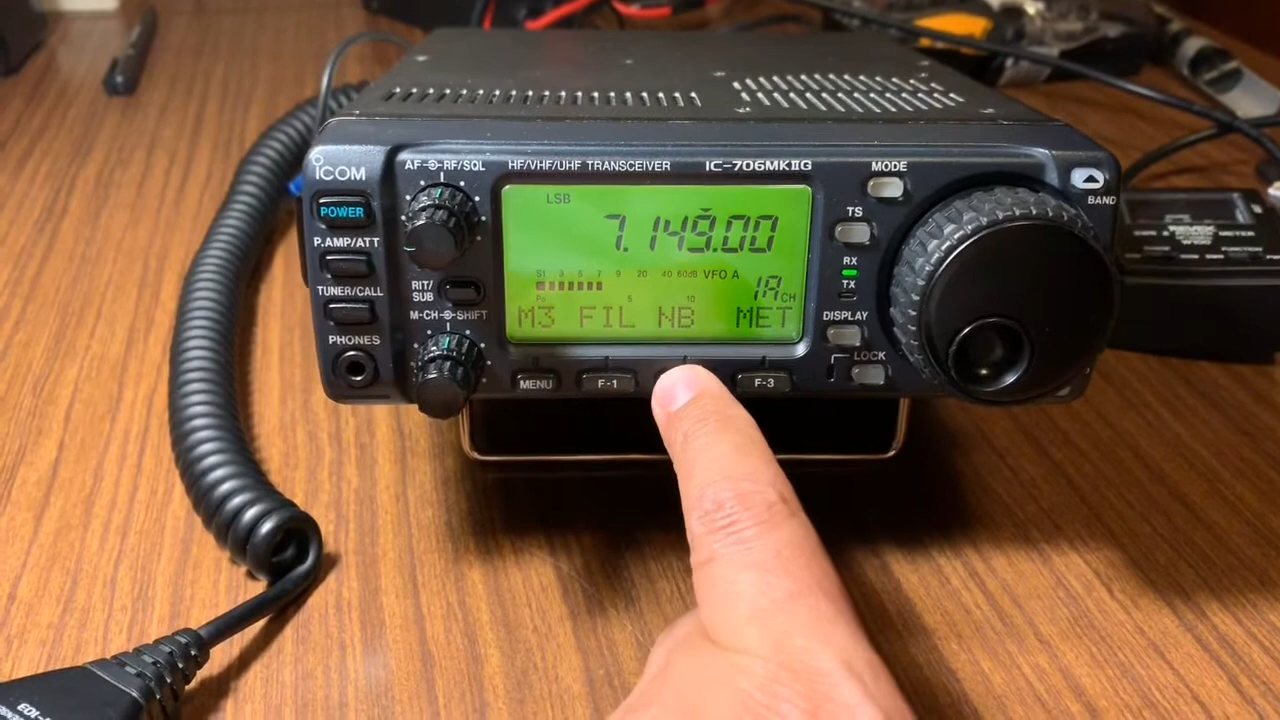 ICOM
POWER
P.AMP/ATT
TUNER/CALL
PHONES
AF RF/SQL
RIT/
SUB
M-CH SHIFT
HF/VHF/UHF TRANSCEIVER
IC-706MKIIG
LSB
7.149.00
S1 3 5 7 9 20 40 60dB VFO A
1A CH
Po 5 10
M3 FIL NB MET
MENU
F-1
F-3
MODE
TS
RX
TX
DISPLAY
LOCK
BAND
METER
FUNCTION